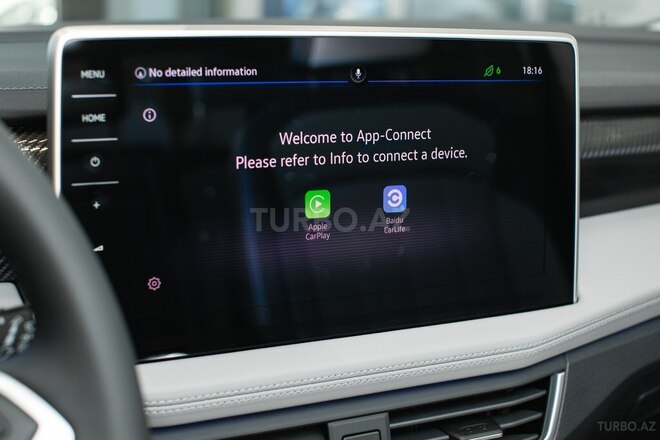 MENU
No detailed information
6
18:16
HOME
Welcome to App-Connect
Please refer to Info to connect a device.
+
TURBO.AZ
Apple
CarPlay
Baidu
CarLife
TURBO.AZ